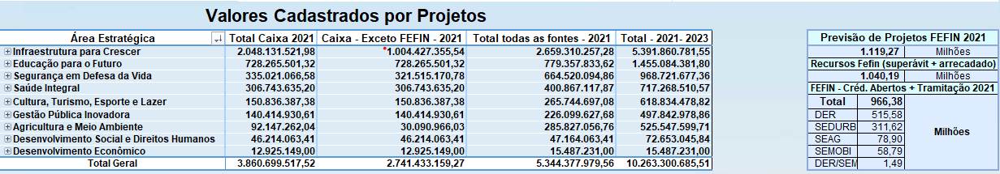 Valores Cadastrados por Projetos
Área Estratégica Total Caixa 2021 Caixa - Exceto FEFIN - 2021 Total todas as fontes - 2021 Total - 2021- 2023
Infraestrutura para Crescer 2.048.131.521,98 1.004.427.355,54 2.659.310.257,28 5.391.860.781,55
Educação para o Futuro 728.265.501,32 728.265.501,32 779.357.833,62 1.455.084.381,80
Segurança em Defesa da Vida 335.021.066,58 321.515.170,78 664.520.094,86 968.721.677,36
Saúde Integral 306.743.635,20 306.743.635,20 400.867.117,87 717.268.510,57
Cultura, Turismo, Esporte e Lazer 150.836.387,38 150.836.387,38 265.744.697,08 618.834.478,82
Gestão Pública Inovadora 140.414.930,61 140.414.930,61 226.099.627,68 497.842.978,86
Agricultura e Meio Ambiente 92.147.262,04 30.090.966,03 285.827.056,76 525.547.599,71
Desenvolvimento Social e Direitos Humanos 46.214.063,41 46.214.063,41 47.164.063,41 72.653.045,84
Desenvolvimento Econômico 12.925.149,00 12.925.149,00 15.487.231,00 15.487.231,00
Total Geral 3.860.699.517,52 2.741.433.159,27 5.344.377.979,56 10.263.300.685,51
Previsão de Projetos FEFIN 2021
1.119,27 Milhões
Recursos Fefin (superávit + arrecadado)
1.040,19 Milhões
FEFIN - Créd. Abertos + Tramitação 2021
Total 966,38
DER 515,58
SEDURB 311,62
Milhões
SEAG 78,90
SEMOBI 58,79
DER/SEM 1,49